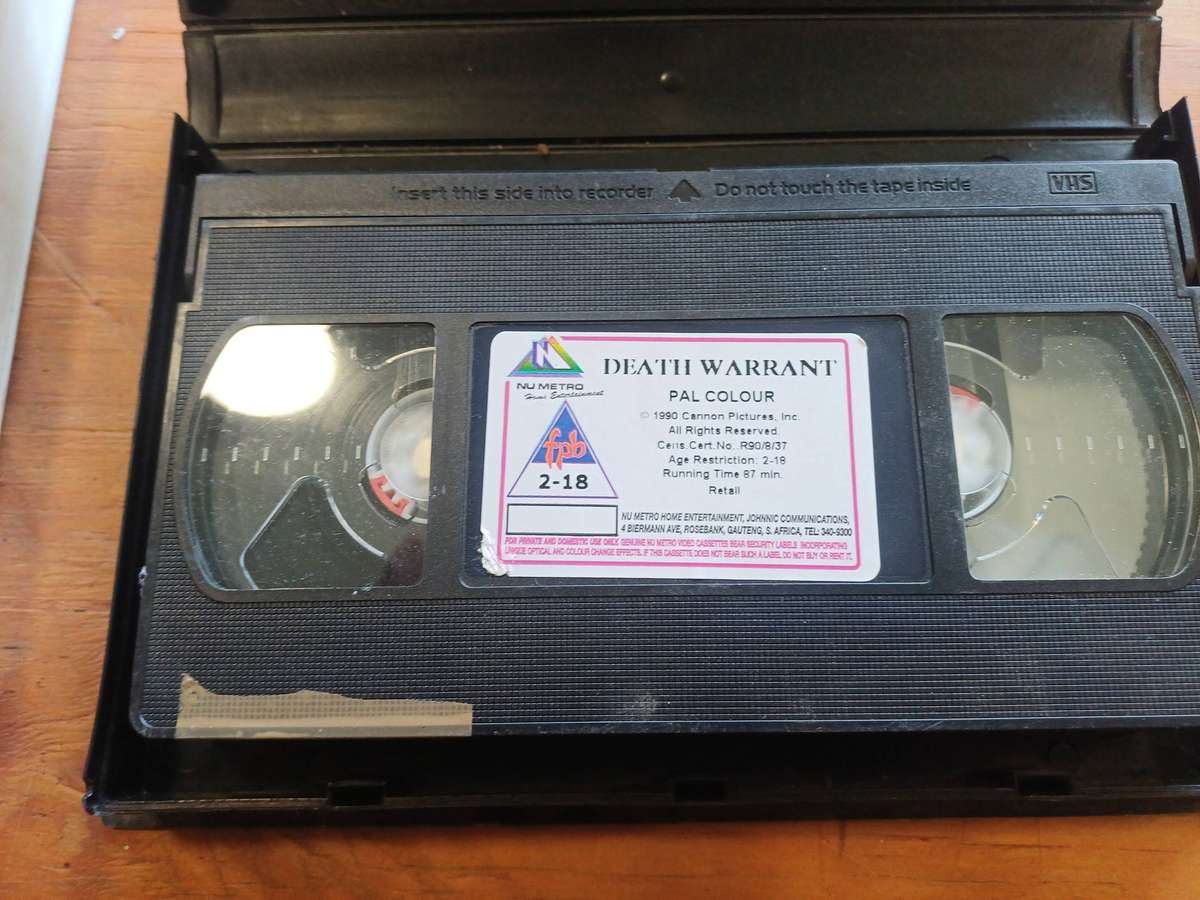 Insert this side into recorder Do not touch the tape inside VHS
N
NU METRO
Home Entertainment
DEATH WARRANT
PAL COLOUR
© 1990 Cannon Pictures, Inc.
All Rights Reserved.
Cens.Cert.No. R90/8/37
Age Restriction: 2-18
Running Time 87 min.
Retail
fpb
2-18
NU METRO HOME ENTERTAINMENT, JOHNNIC COMMUNICATIONS,
4 BIERMANN AVE, ROSEBANK, GAUTENG, S. AFRICA, TEL: 340-9300
FOR PRIVATE AND DOMESTIC USE ONLY. GENUINE NU METRO VIDEO CASSETTES BEAR SECURITY LABELS INCORPORATING
UNIQUE OPTICAL AND COLOUR CHANGE EFFECTS. IF THIS CASSETTE DOES NOT BEAR SUCH A LABEL DO NOT BUY OR RENT IT.